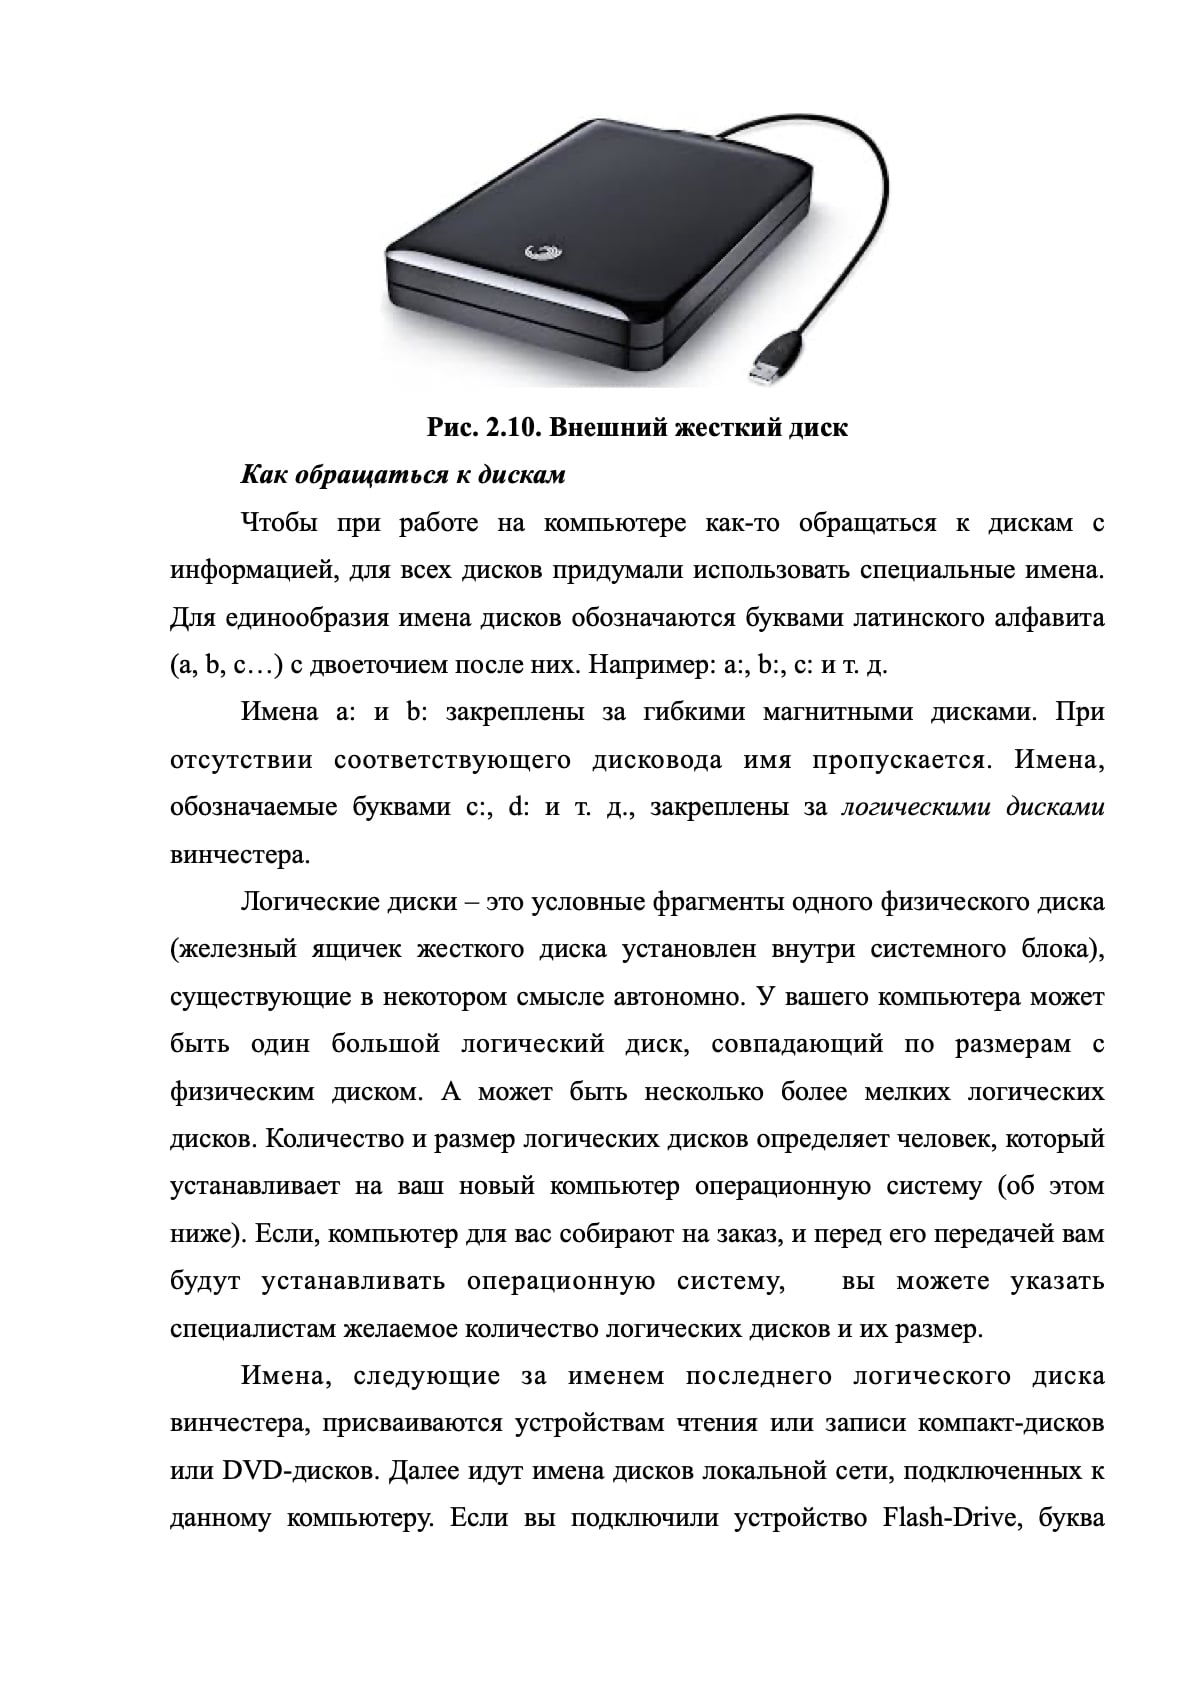 Рис. 2.10. Внешний жесткий диск
Как обращаться к дискам
Чтобы при работе на компьютере как-то обращаться к дискам с
информацией, для всех дисков придумали использовать специальные имена.
Для единообразия имена дисков обозначаются буквами латинского алфавита
(a, b, c…) с двоеточием после них. Например: a:, b:, c: и т. д.
Имена a: и b: закреплены за гибкими магнитными дисками. При
отсутствии соответствующего дисковода имя пропускается. Имена,
обозначаемые буквами c:, d: и т. д., закреплены за логическими дисками
винчестера.
Логические диски – это условные фрагменты одного физического диска
(железный ящичек жесткого диска установлен внутри системного блока),
существующие в некотором смысле автономно. У вашего компьютера может
быть один большой логический диск, совпадающий по размерам с
физическим диском. А может быть несколько более мелких логических
дисков. Количество и размер логических дисков определяет человек, который
устанавливает на ваш новый компьютер операционную систему (об этом
ниже). Если, компьютер для вас собирают на заказ, и перед его передачей вам
будут устанавливать операционную систему, вы можете указать
специалистам желаемое количество логических дисков и их размер.
Имена, следующие за именем последнего логического диска
винчестера, присваиваются устройствам чтения или записи компакт-дисков
или DVD-дисков. Далее идут имена дисков локальной сети, подключенных к
данному компьютеру. Если вы подключили устройство Flash-Drive, буква